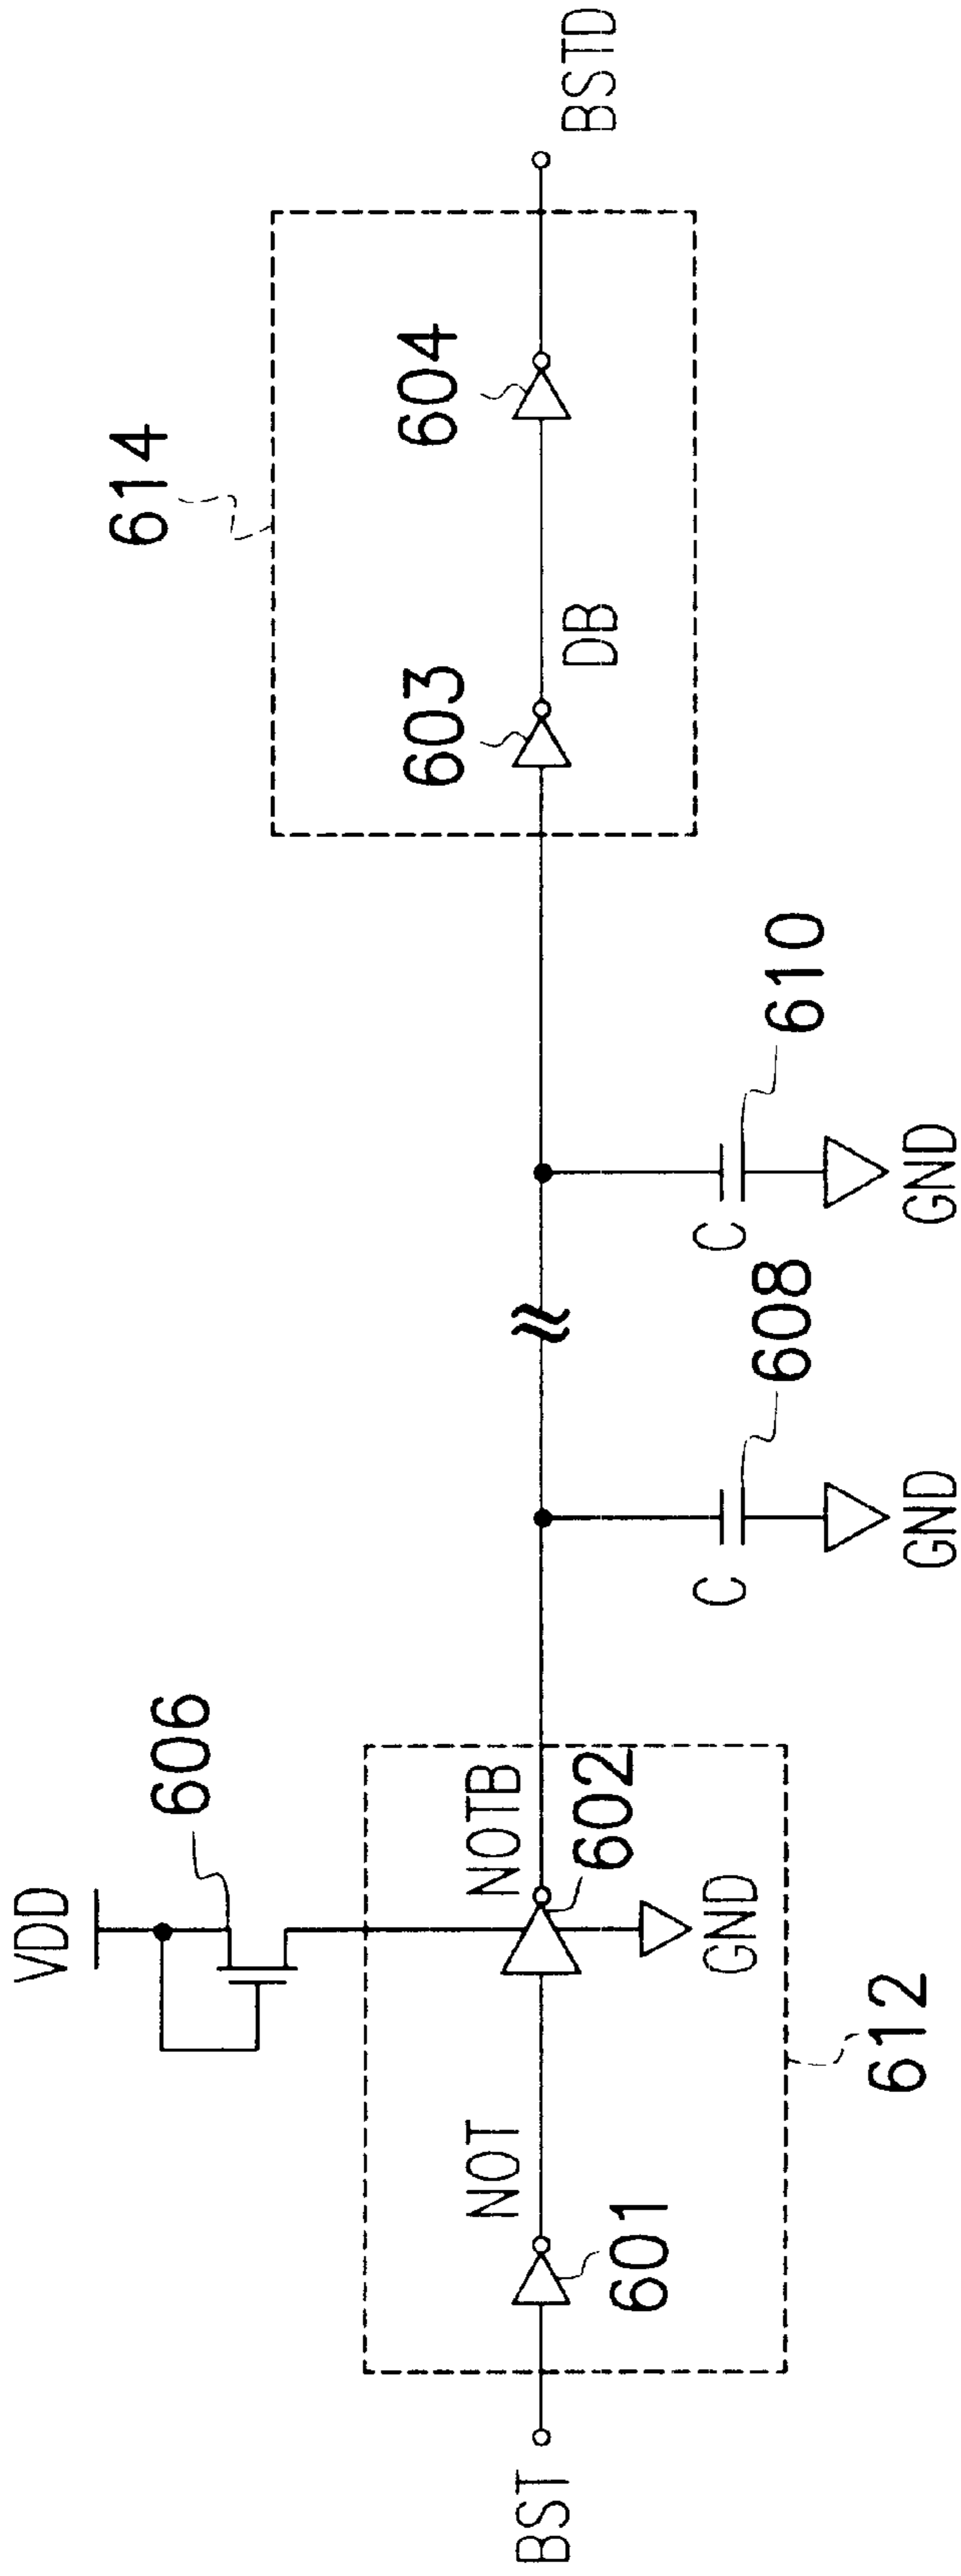 614
604
603
DB
BSTD
VDD
606
NOTB
602
GND
NOT
601
612
BST
C
608
GND
C
610
GND